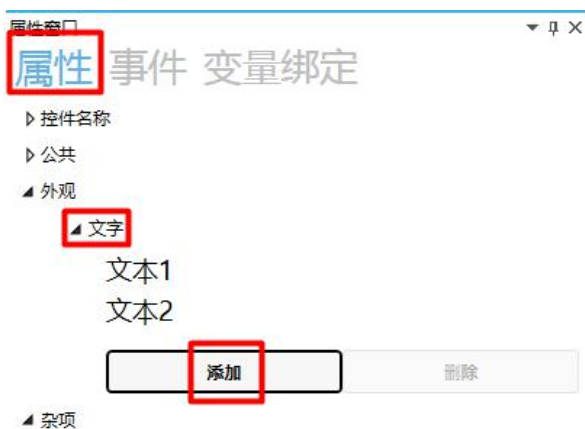 属性窗口
属性 事件 变量绑定
控件名称
公共
外观
文字
文本1
文本2
添加 删除
杂项